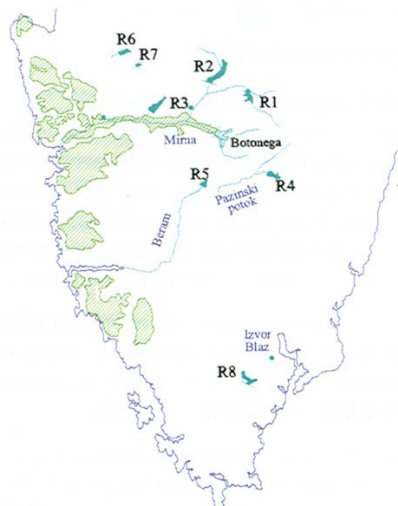 R6
R7
R2
R3
R1
Mirna
Botonega
R5
R4
Pazinski
potok
Beram
Izvor
Blaz
R8